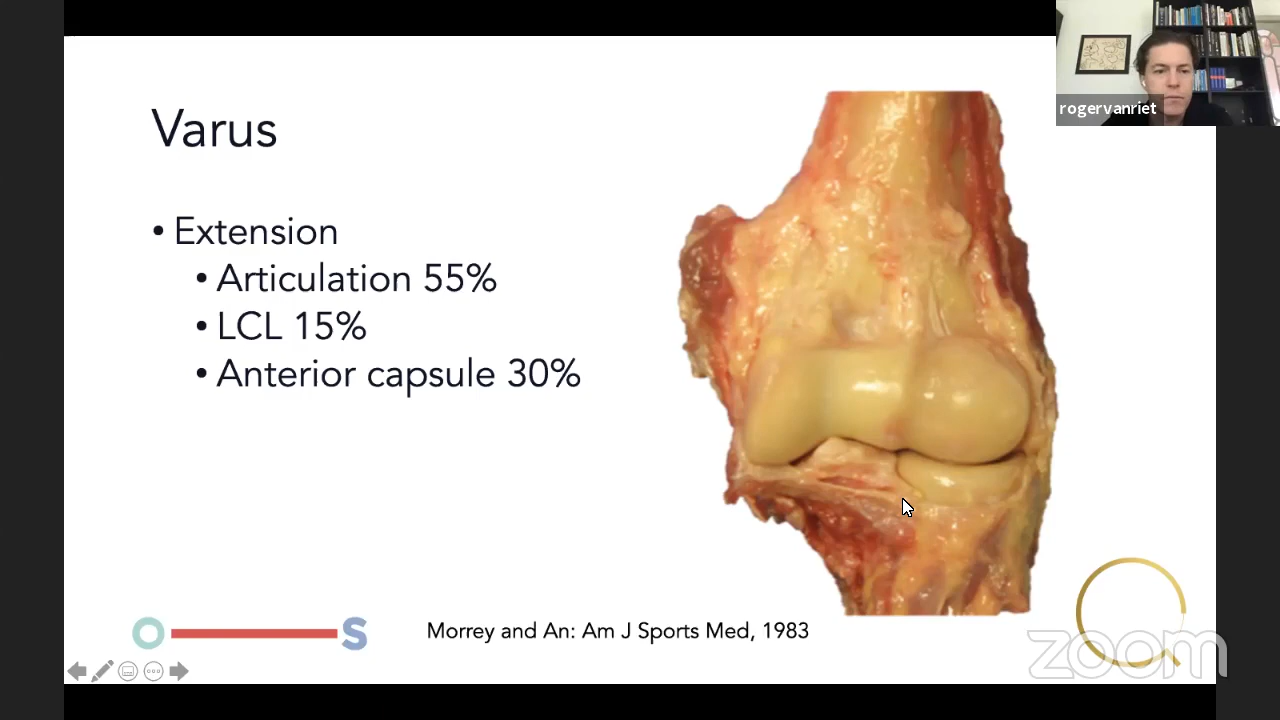 rogervanriet
Varus
• Extension
• Articulation 55%
• LCL 15%
• Anterior capsule 30%
O S
Morrey and An: Am J Sports Med, 1983
zoom